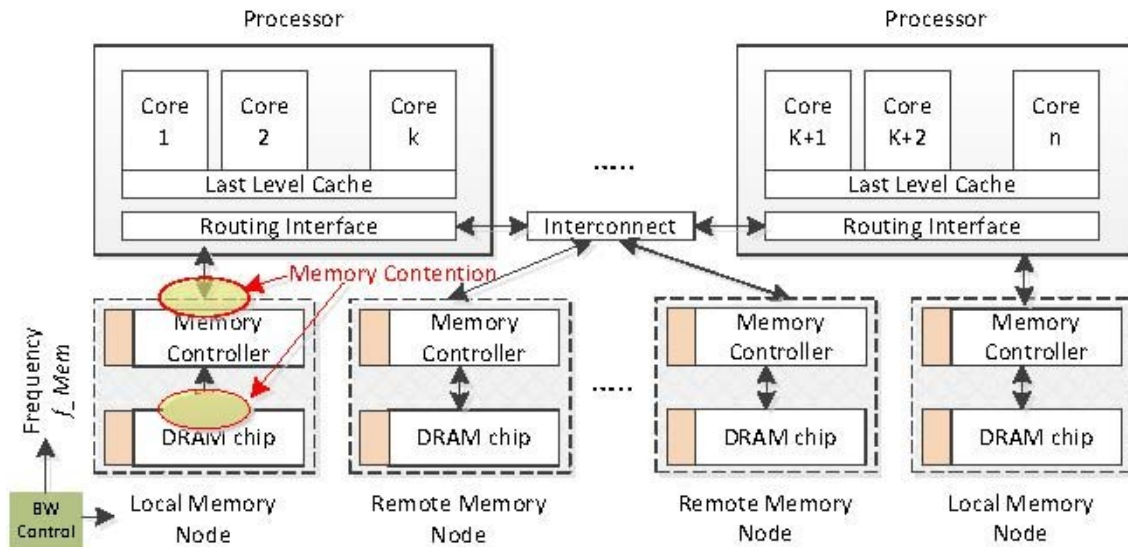 Processor
Processor
Core
1
Core
2
Core
k
Last Level Cache
Routing Interface
.....
Interconnect
Core
K+1
Core
K+2
Core
n
Last Level Cache
Routing Interface
Memory Contention
Memory
Controller
DRAM chip
Memory
Controller
DRAM chip
.....
Memory
Controller
DRAM chip
Memory
Controller
DRAM chip
Frequency
f_Mem
BW
Control
Local Memory
Node
Remote Memory
Node
Remote Memory
Node
Local Memory
Node